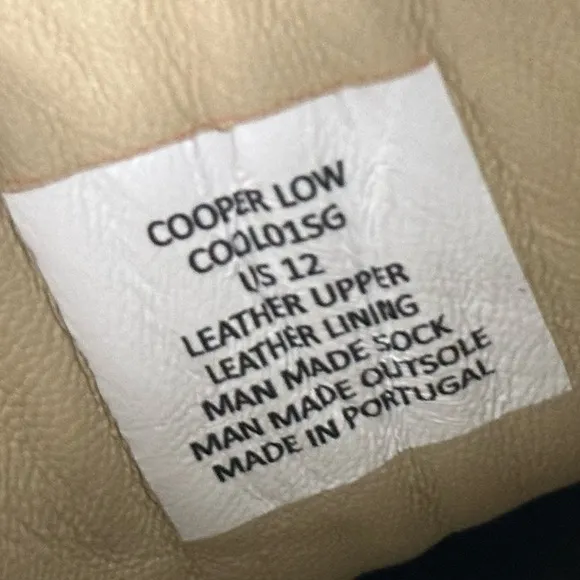 COOPER LOW
COOL01SG
US 12
LEATHER UPPER
LEATHER LINING
MAN MADE SOCK
MAN MADE OUTSOLE
MADE IN PORTUGAL